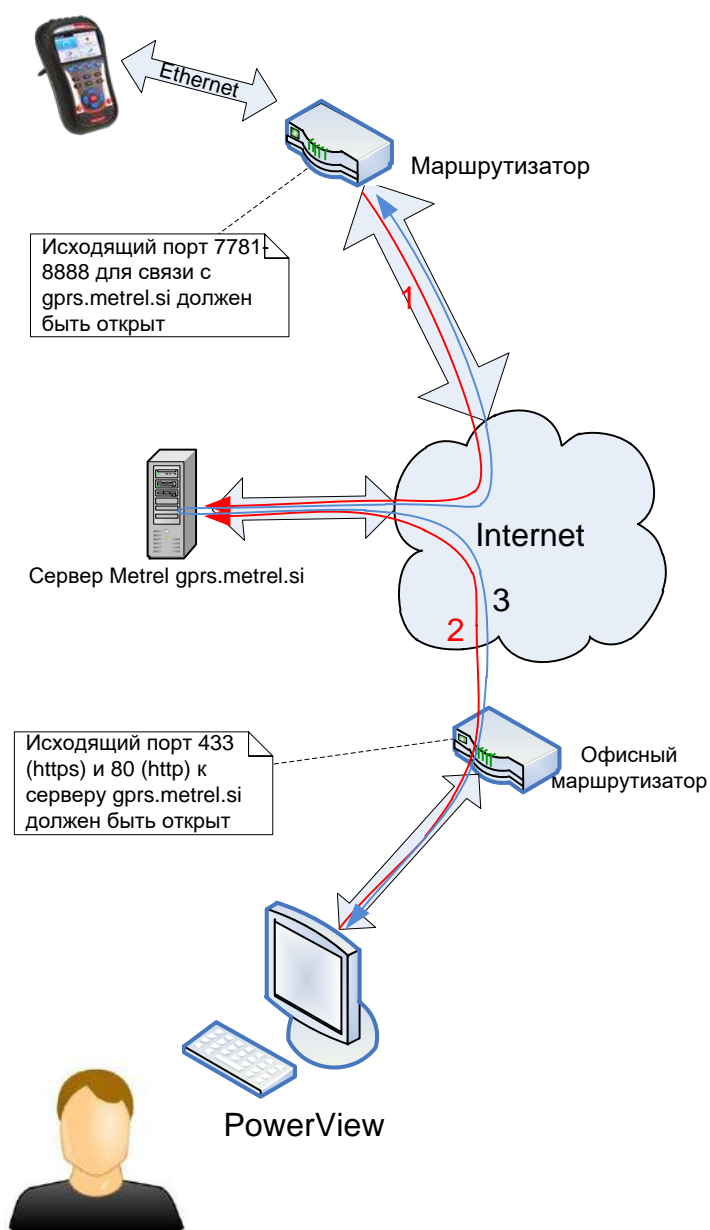 Ethernet
Маршрутизатор
Исходящий порт 7781-
8888 для связи с
gprs.metrel.si должен
быть открыт
1
Internet
Сервер Metrel gprs.metrel.si
3
2
Исходящий порт 433
(https) и 80 (http) к
серверу gprs.metrel.si
должен быть открыт
Офисный
маршрутизатор
PowerView